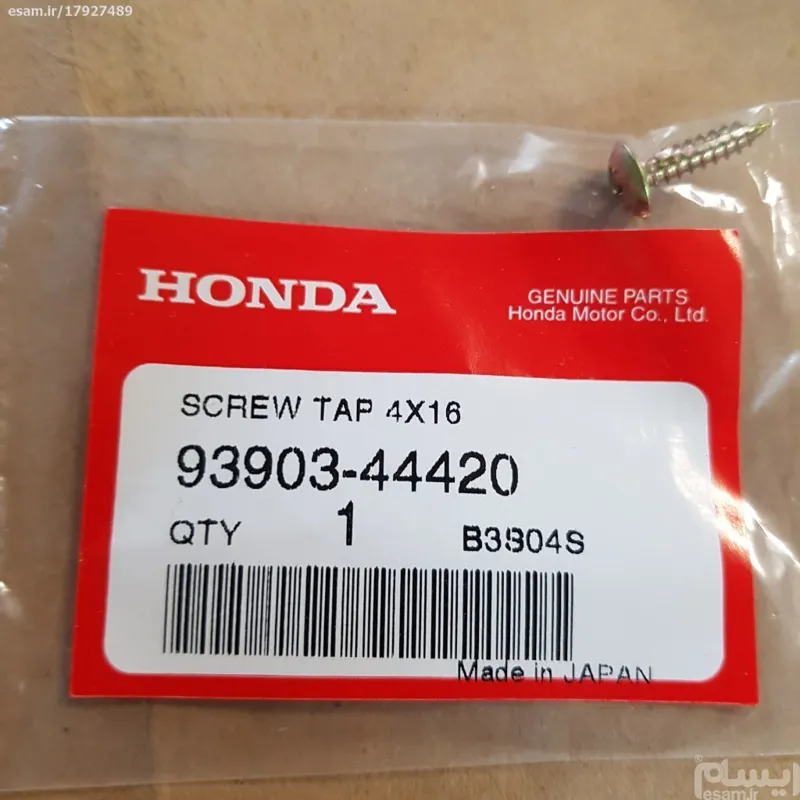 esam.ir/17927489
HONDA
GENUINE PARTS
Honda Motor Co., Ltd.
SCREW TAP 4X16
93903-44420
QTY 1 B3S04S
Made in JAPAN
ایسام
esam.ir